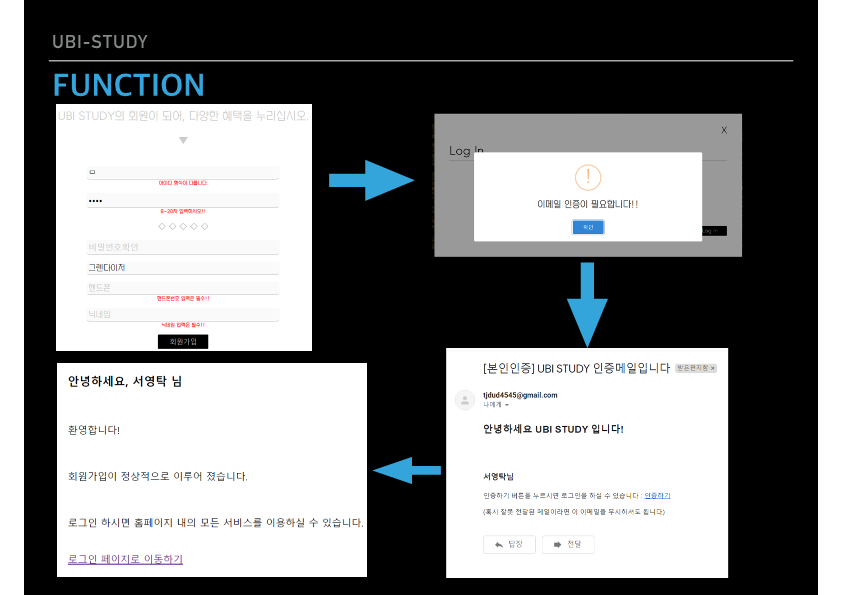 UBI-STUDY
FUNCTION
UBI STUDY의 회원이 되어, 다양한 혜택을 누리십시오.
ㅁ
아이디 형식이 다릅니다.
••••
8~20자 입력하시오!!
비밀번호확인
그렌다이저
핸드폰
핸드폰번호 입력은 필수!!
닉네임
닉네임 입력은 필수!!
회원가입
X
Log In
!
이메일 인증이 필요합니다!!
확인
Log In
[본인인증] UBI STUDY 인증메일입니다 받은편지함 x
tjdud4545@gmail.com
나에게
안녕하세요 UBI STUDY 입니다!
서영탁님
인증하기 버튼을 누르시면 로그인을 하실 수 있습니다 : 인증하기
(혹시 잘못 전달된 메일이라면 이 이메일을 무시하셔도 됩니다)
답장 전달
안녕하세요, 서영탁 님
환영합니다!
회원가입이 정상적으로 이루어 졌습니다.
로그인 하시면 홈페이지 내의 모든 서비스를 이용하실 수 있습니다.
로그인 페이지로 이동하기